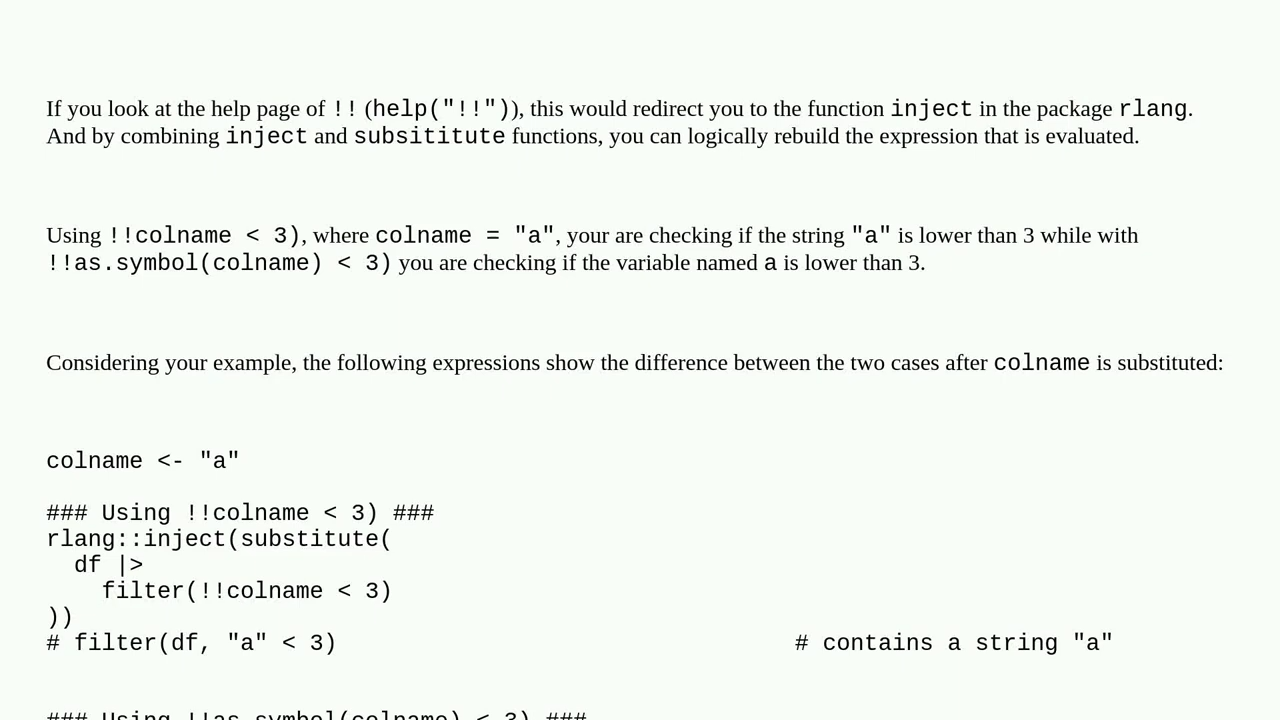 If you look at the help page of !! (help("!!")), this would redirect you to the function inject in the package rlang.
And by combining inject and subsititute functions, you can logically rebuild the expression that is evaluated.
Using !!colname < 3), where colname = "a", your are checking if the string "a" is lower than 3 while with
!!as.symbol(colname) < 3) you are checking if the variable named a is lower than 3.
Considering your example, the following expressions show the difference between the two cases after colname is substituted:
colname <- "a"
### Using !!colname < 3) ###
rlang::inject(substitute(
  df |>
    filter(!!colname < 3)
))
# filter(df, "a" < 3)                                 # contains a string "a"
### Using !!as.symbol(colname) < 3) ###